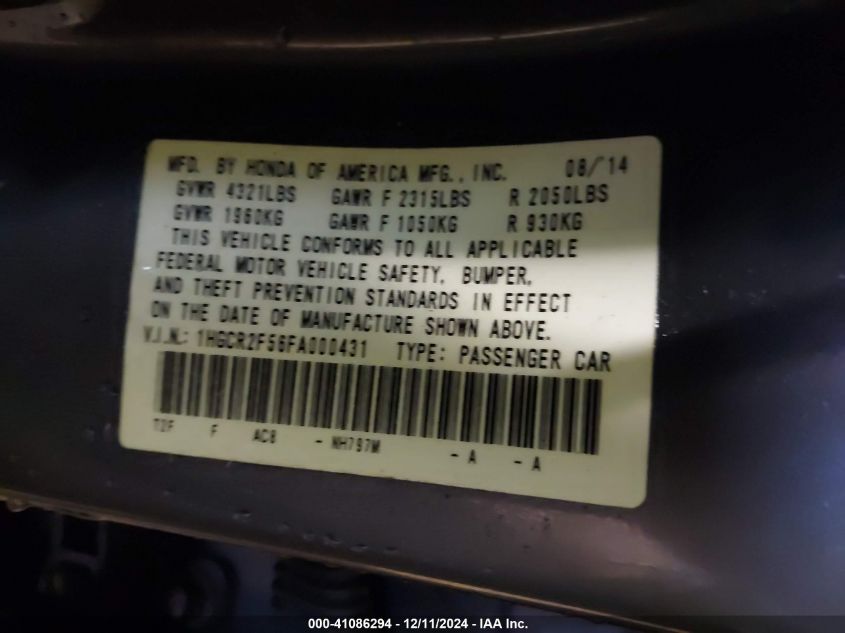 MFD. BY HONDA OF AMERICA MFG., INC. 08/14
GVWR 4321LBS GAWR F 2315LBS R 2050LBS
GVWR 1960KG GAWR F 1050KG R 930KG
THIS VEHICLE CONFORMS TO ALL APPLICABLE
FEDERAL MOTOR VEHICLE SAFETY, BUMPER,
AND THEFT PREVENTION STANDARDS IN EFFECT
ON THE DATE OF MANUFACTURE SHOWN ABOVE.
V.I.N.: 1HGCR2F56FA000431 TYPE: PASSENGER CAR
T2F F AC8 - NH797M - A - A
000-41086294 - 12/11/2024 - IAA Inc.